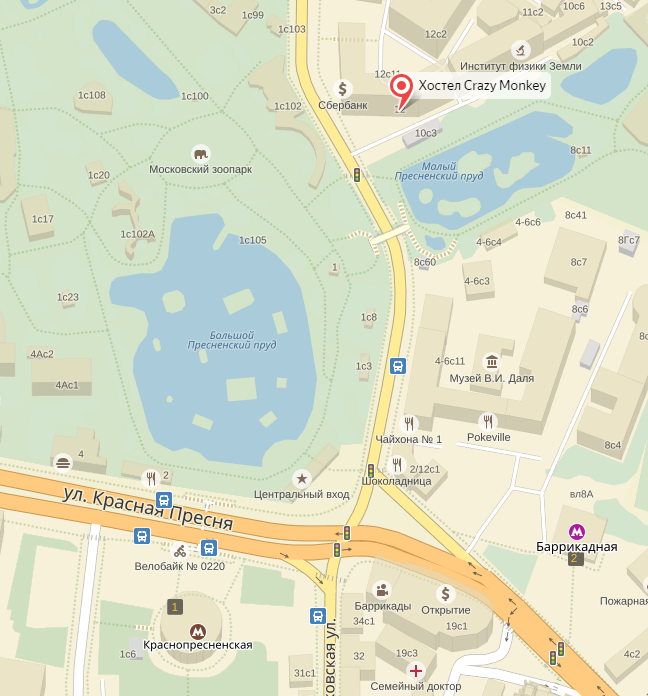 3с2
1с99
1с103
12с2
11с2
10с6
13с5
10с2
Институт физики Земли
12с11
Хостел Crazy Monkey
1с108
1с100
1с102
Сбербанк
12
10с3
Московский зоопарк
8с11
Малый
Пресненский пруд
1с20
1с17
1с102А
1с105
4-6с6
8с41
4-6с4
8Гс7
8с60
8с7
1
4-6с3
1с23
1с8
8с6
Большой
Пресненский пруд
4Ас2
1с3
4-6с11
4Ас1
Музей В.И. Даля
Чайхона № 1
Pokeville
8с4
4
2
2/12с1
Шоколадница
Центральный вход
вл8А
ул. Красная Пресня
Баррикадная
2
Велобайк № 0220
1
Баррикады
Открытие
Пожарная
34с1
19с1
Краснопресненская
1с6
32
19с3
31с1
Семейный доктор
64с2